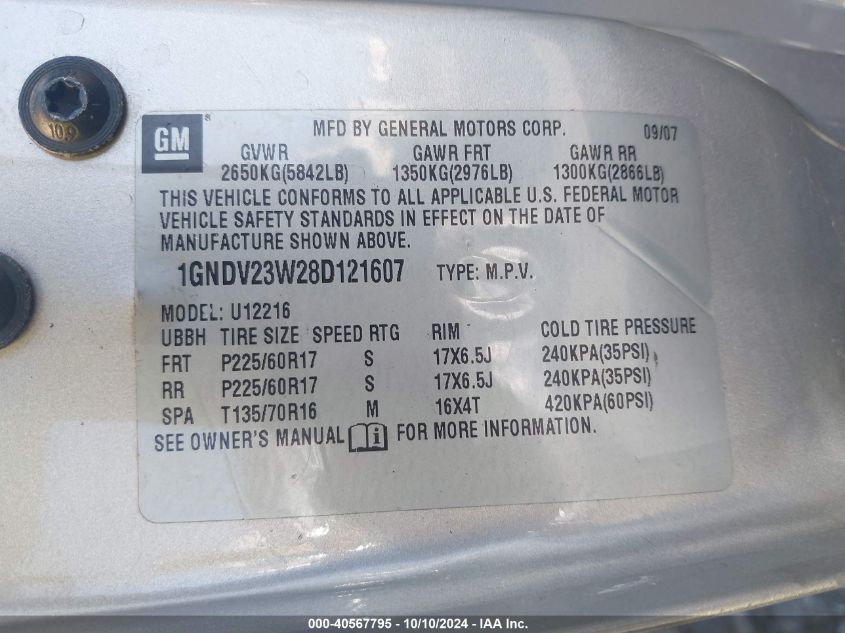 10.9
GM ®
MFD BY GENERAL MOTORS CORP. 09/07
GVWR GAWR FRT GAWR RR
2650KG(5842LB) 1350KG(2976LB) 1300KG(2866LB)
THIS VEHICLE CONFORMS TO ALL APPLICABLE U.S. FEDERAL MOTOR
VEHICLE SAFETY STANDARDS IN EFFECT ON THE DATE OF
MANUFACTURE SHOWN ABOVE.
1GNDV23W28D121607 TYPE: M.P.V.
MODEL: U12216
UBBH TIRE SIZE SPEED RTG RIM COLD TIRE PRESSURE
FRT P225/60R17 S 17X6.5J 240KPA(35PSI)
RR P225/60R17 S 17X6.5J 240KPA(35PSI)
SPA T135/70R16 M 16X4T 420KPA(60PSI)
SEE OWNER'S MANUAL i FOR MORE INFORMATION.
000-40567795 - 10/10/2024 - IAA Inc.